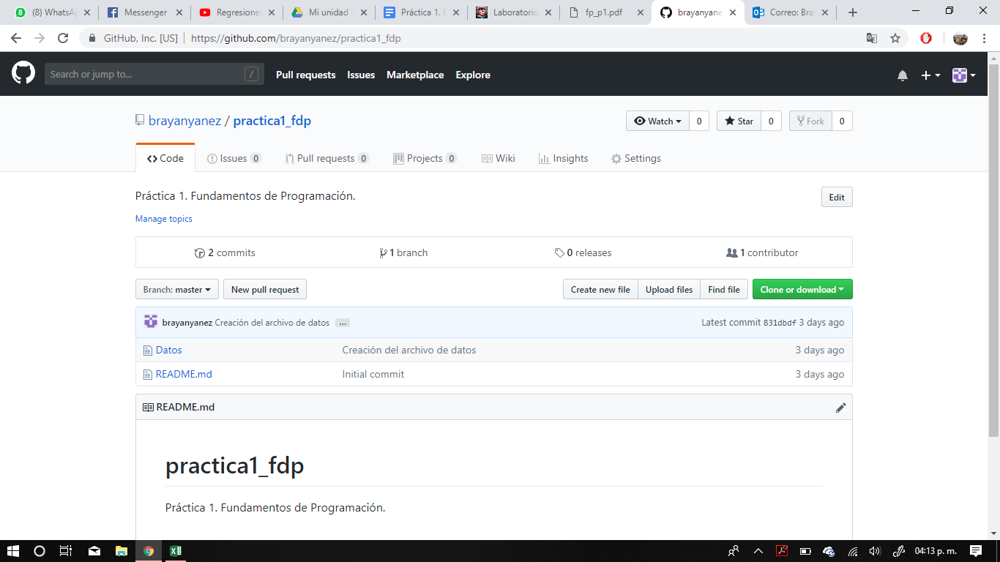 (8) WhatsA
Messenger
Regresione
Mi unidad
Práctica 1. F
Laboratorio
fp_p1.pdf
brayanyane
Correo: Bra
GitHub, Inc. [US] | https://github.com/brayanyanez/practica1_fdp
Search or jump to... /
Pull requests Issues Marketplace Explore
brayanyanez / practica1_fdp
Watch 0 Star 0 Fork 0
Code Issues 0 Pull requests 0 Projects 0 Wiki Insights Settings
Práctica 1. Fundamentos de Programación.
Edit
Manage topics
2 commits 1 branch 0 releases 1 contributor
Branch: master New pull request Create new file Upload files Find file Clone or download
brayanyanez Creación del archivo de datos ... Latest commit 831dbdf 3 days ago
Datos Creación del archivo de datos 3 days ago
README.md Initial commit 3 days ago
README.md
practica1_fdp
Práctica 1. Fundamentos de Programación.
04:13 p. m.